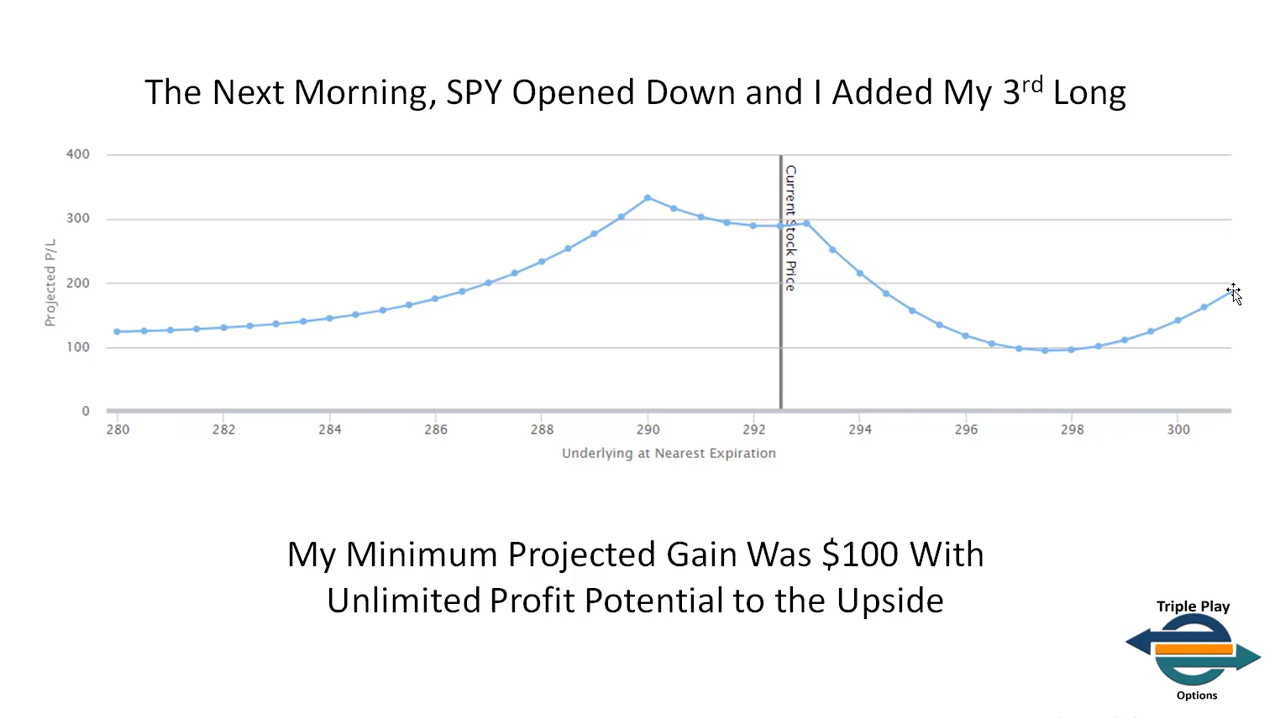 The Next Morning, SPY Opened Down and I Added My 3rd Long
400
300
200
100
0
Projected P/L
Current Stock Price
280 282 284 286 288 290 292 294 296 298 300
Underlying at Nearest Expiration
My Minimum Projected Gain Was $100 With
Unlimited Profit Potential to the Upside
Triple Play
Options